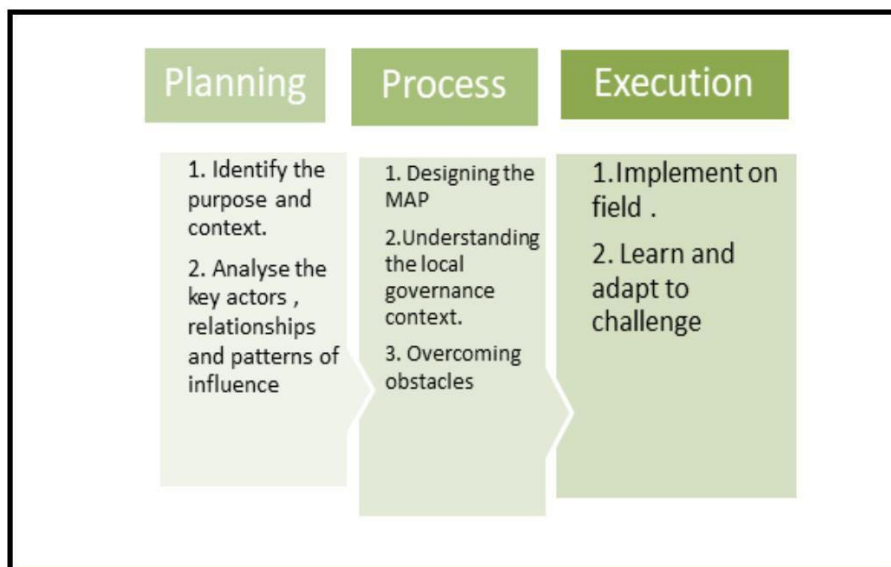 Planning
1. Identify the
purpose and
context.
2. Analyse the
key actors ,
relationships
and patterns of
influence
Process
1. Designing the
MAP
2.Understanding
the local
governance
context.
3. Overcoming
obstacles
Execution
1.Implement on
field .
2. Learn and
adapt to
challenge